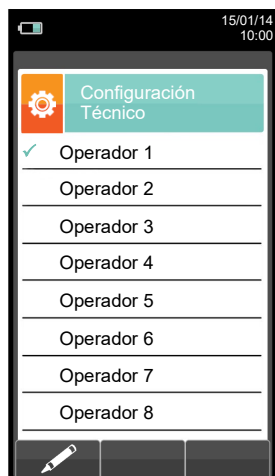 15/01/14
10:00
Configuración
Técnico
Operador 1
Operador 2
Operador 3
Operador 4
Operador 5
Operador 6
Operador 7
Operador 8